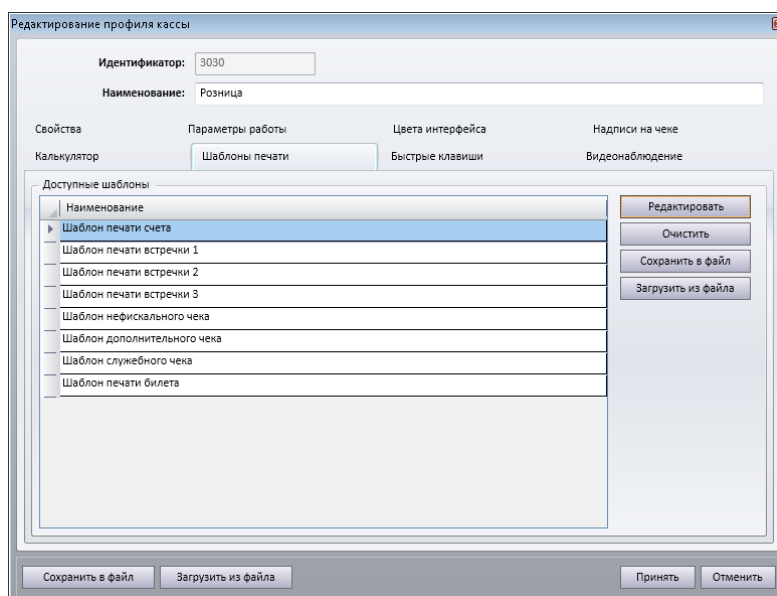 Редактирование профиля кассы
Идентификатор: 3030
Наименование: Розница
Свойства Параметры работы Цвета интерфейса Надписи на чеке
Калькулятор Шаблоны печати Быстрые клавиши Видеонаблюдение
Доступные шаблоны
Наименование
Шаблон печати счета
Шаблон печати встречки 1
Шаблон печати встречки 2
Шаблон печати встречки 3
Шаблон нефискального чека
Шаблон дополнительного чека
Шаблон служебного чека
Шаблон печати билета
Редактировать
Очистить
Сохранить в файл
Загрузить из файла
Сохранить в файл Загрузить из файла Принять Отменить